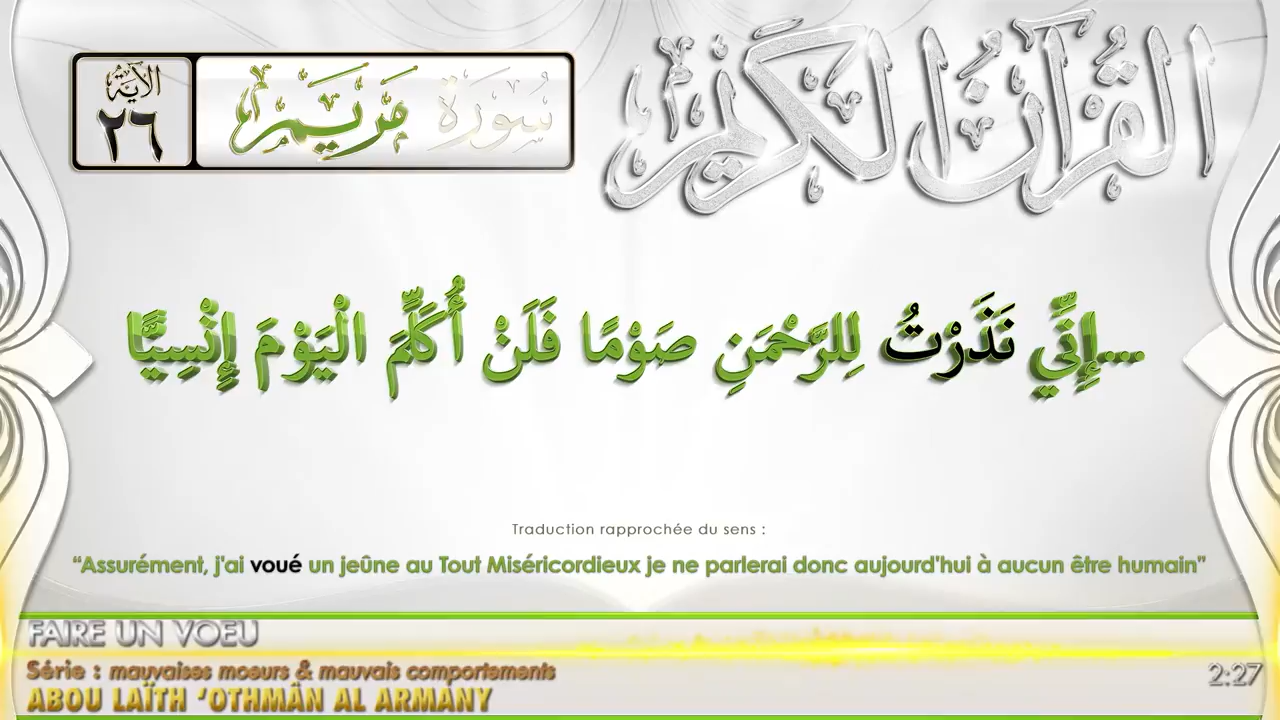 القرآن الكريم
سورة مريم
الآية
٢٦
...إِنِّي نَذَرْتُ لِلرَّحْمَنِ صَوْمًا فَلَنْ أُكَلِّمَ الْيَوْمَ إِنْسِيًّا
Traduction rapprochée du sens :
“Assurément, j'ai voué un jeûne au Tout Miséricordieux je ne parlerai donc aujourd'hui à aucun être humain”
FAIRE UN VOEU
Série : mauvaises moeurs & mauvais comportements
2:27
ABOU LAÏTH ‘OTHMÂN AL ARMANY